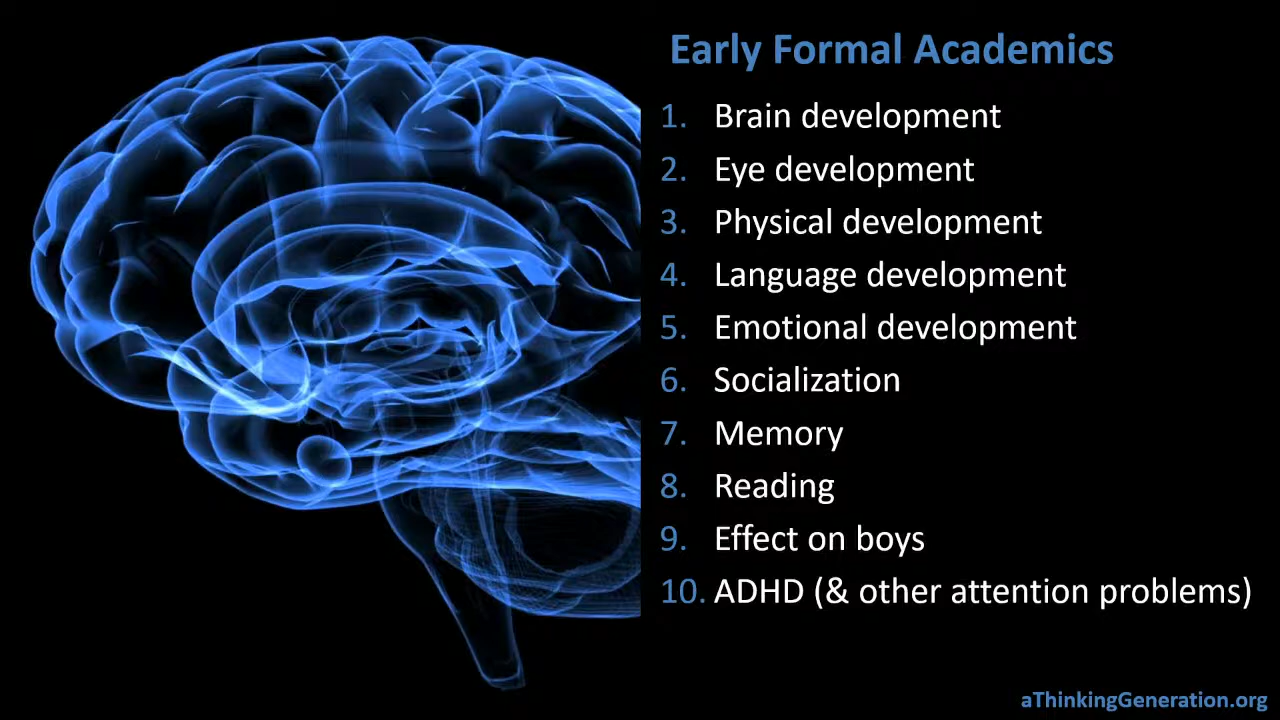 Early Formal Academics
1. Brain development
2. Eye development
3. Physical development
4. Language development
5. Emotional development
6. Socialization
7. Memory
8. Reading
9. Effect on boys
10. ADHD (& other attention problems)
aThinkingGeneration.org